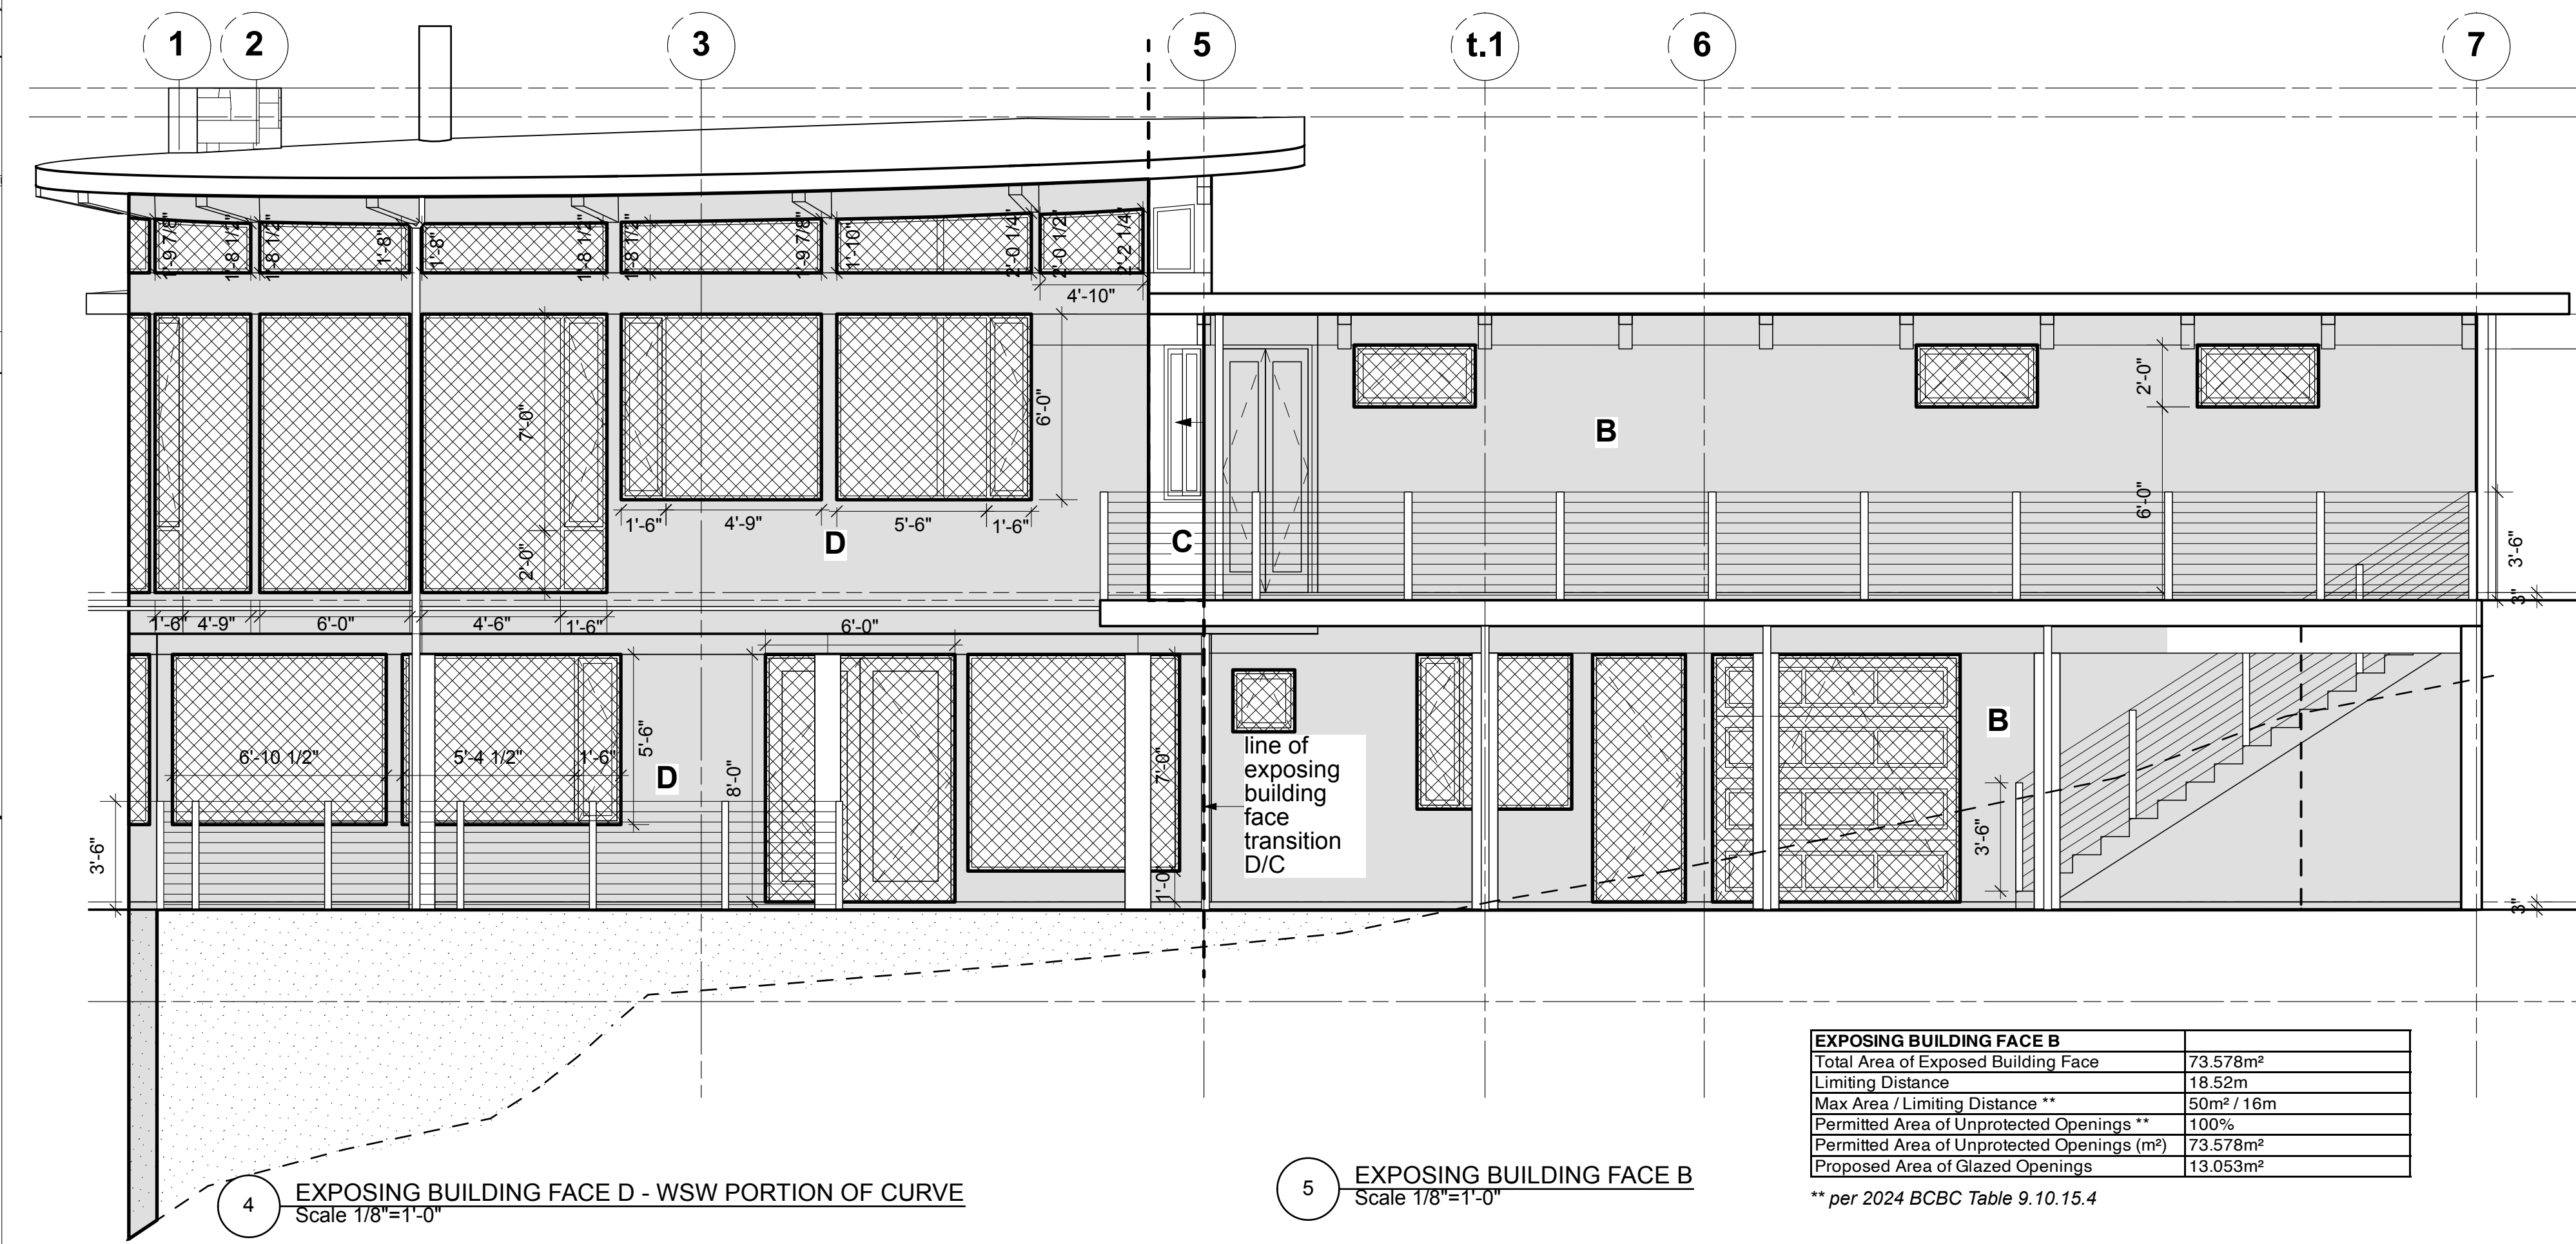 1 2 3 5 t.1 6 7
1'-9 7/8" 1'-8 1/2" 1'-8 1/2" 1'-8" 1'-8" 1'-8 1/2" 1'-8 1/2" 1'-9 7/8" 1'-10" 2'-0 1/4" 2'-0 1/2" 2'-2 1/4"
4'-10"
7'-0"
6'-0"
2'-0"
B
6'-0"
1'-6" 4'-9" 5'-6" 1'-6"
D
C
2'-0"
3'-6"
3"
1'-6" 4'-9" 6'-0" 4'-6" 1'-6" 6'-0"
6'-10 1/2" 5'-4 1/2" 1'-6"
5'-6"
D
8'-0"
7'-0"
1'-0"
3'-6"
line of
exposing
building
face
transition
D/C
B
3'-6"
3"
EXPOSING BUILDING FACE B
Total Area of Exposed Building Face 73.578m²
Limiting Distance 18.52m
Max Area / Limiting Distance ** 50m² / 16m
Permitted Area of Unprotected Openings ** 100%
Permitted Area of Unprotected Openings (m²) 73.578m²
Proposed Area of Glazed Openings 13.053m²
** per 2024 BCBC Table 9.10.15.4
4 EXPOSING BUILDING FACE D - WSW PORTION OF CURVE
Scale 1/8"=1'-0"
5 EXPOSING BUILDING FACE B
Scale 1/8"=1'-0"